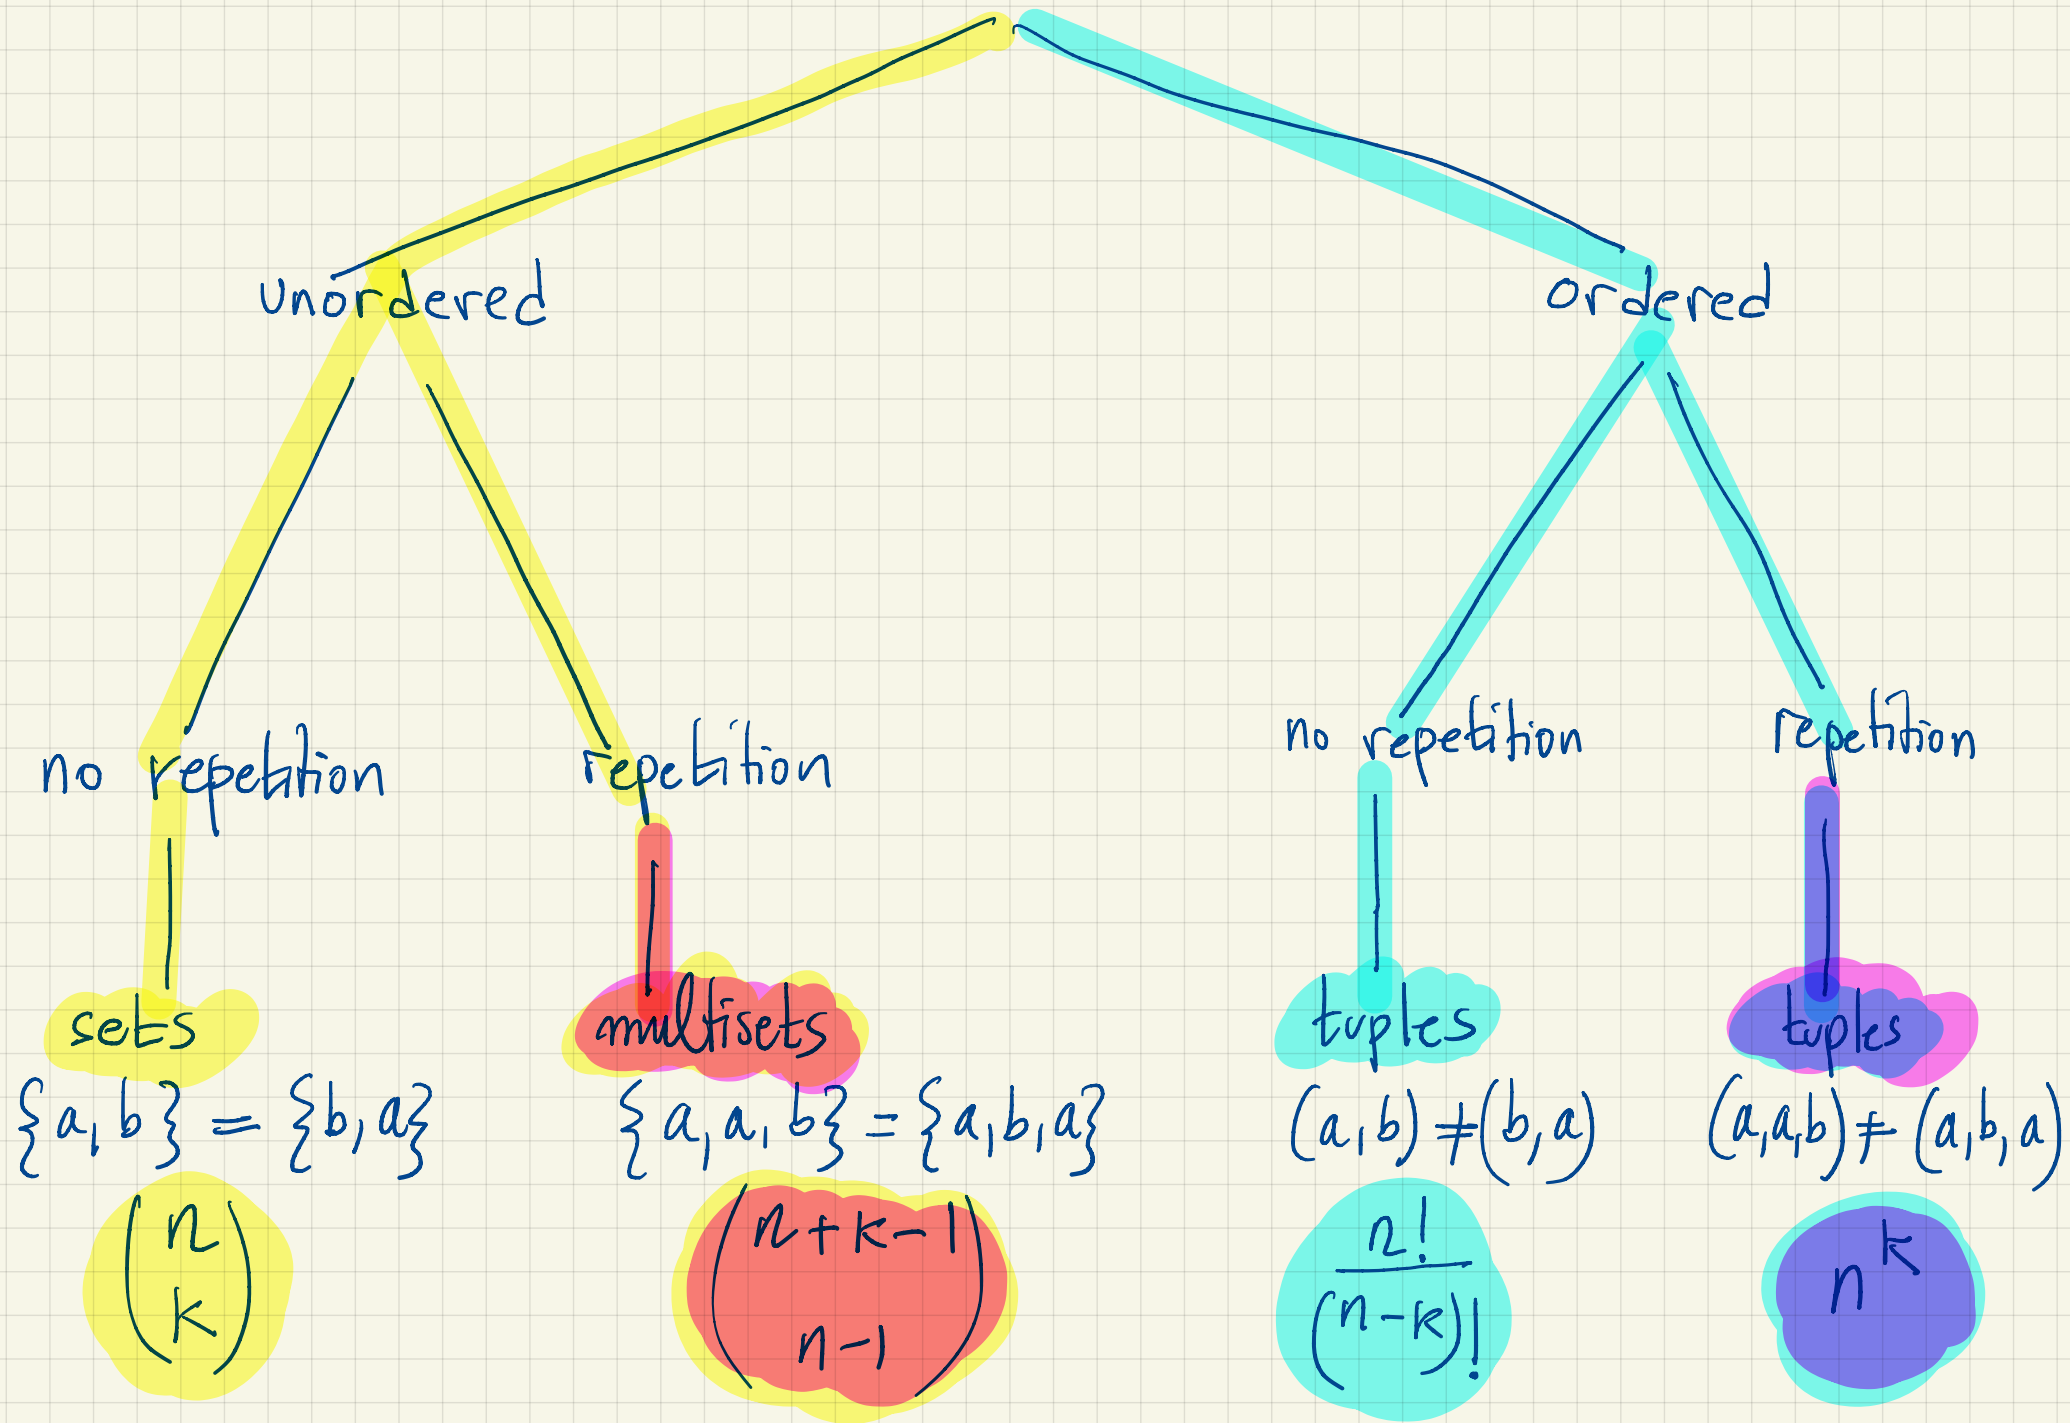 unordered
ordered
no repetition
repetition
no repetition
repetition
sets
multisets
tuples
tuples
{a,b} = {b,a}
{a,a,b} = {a,b,a}
(a,b) ≠ (b,a)
(a,a,b) ≠ (a,b,a)
(n
k)
(n+k-1
n-1)
n!
(n-k)!
n^k